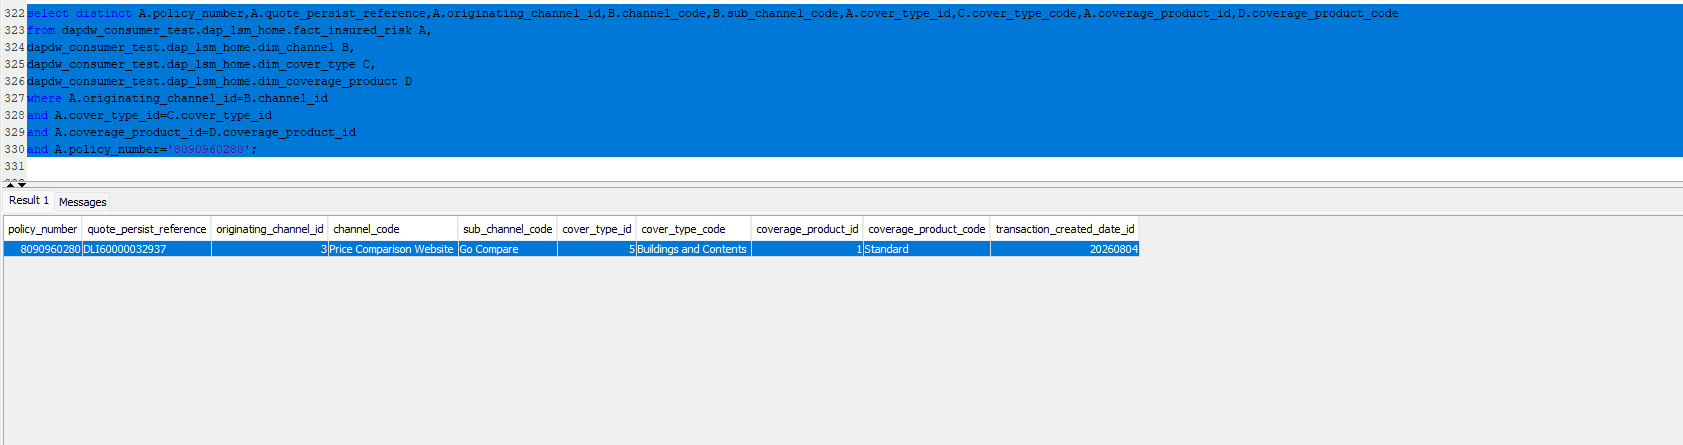 322 select distinct A.policy_number,A.quote_persist_reference,A.originating_channel_id,B.channel_code,B.sub_channel_code,A.cover_type_id,C.cover_type_code,A.coverage_product_id,D.coverage_product_code
323 from dapdw_consumer_test.dap_lsm_home.fact_insured_risk A,
324 dapdw_consumer_test.dap_lsm_home.dim_channel B,
325 dapdw_consumer_test.dap_lsm_home.dim_cover_type C,
326 dapdw_consumer_test.dap_lsm_home.dim_coverage_product D
327 where A.originating_channel_id=B.channel_id
328 and A.cover_type_id=C.cover_type_id
329 and A.coverage_product_id=D.coverage_product_id
330 and A.policy_number='8090960280';
331
Result 1 Messages
policy_number quote_persist_reference originating_channel_id channel_code sub_channel_code cover_type_id cover_type_code coverage_product_id coverage_product_code transaction_created_date_id
8090960280 DLI60000032937 3 Price Comparison Website Go Compare 5 Buildings and Contents 1 Standard 20260804